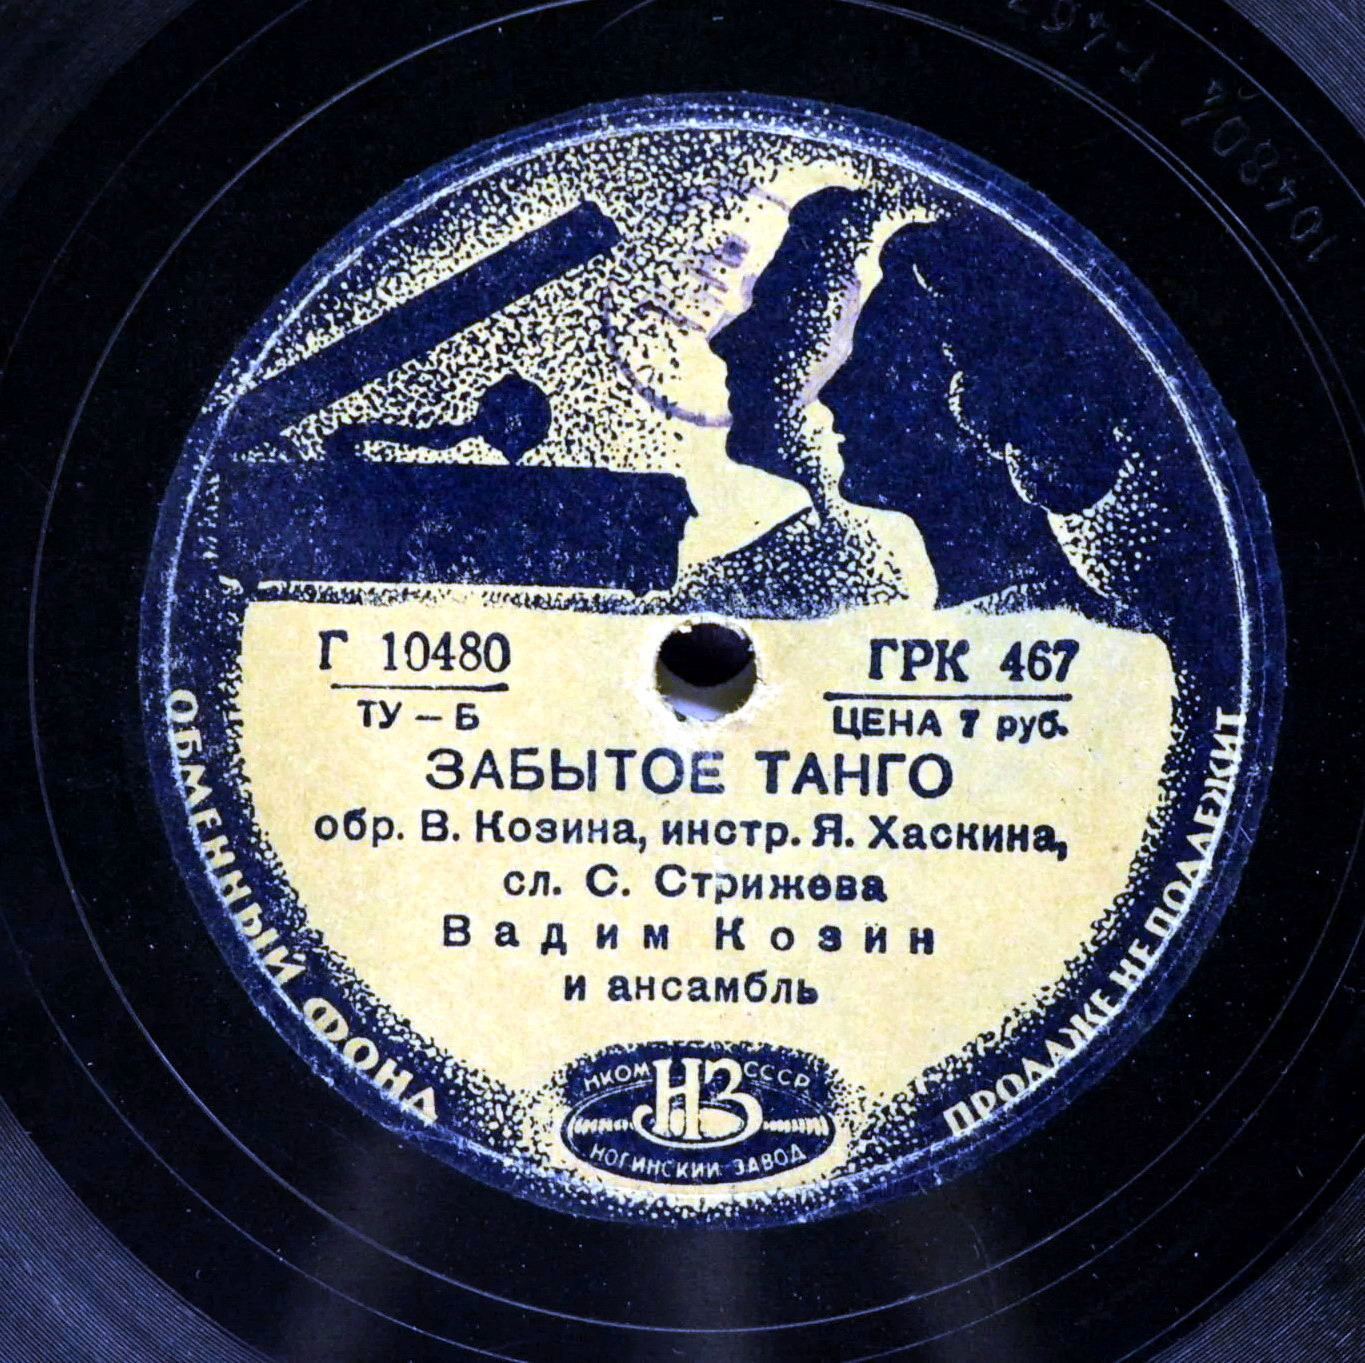 Г 10480
ТУ – Б
ГРК 467
ЦЕНА 7 руб.
ЗАБЫТОЕ ТАНГО
обр. В. Козина, инстр. Я. Хаскина,
сл. С. Стрижева
Вадим Козин
и ансамбль
ОБМЕННЫЙ ФОНД
ПРОДАЖЕ НЕ ПОДЛЕЖИТ
НКОМ НЗ СССР
НОГИНСКИЙ ЗАВОД